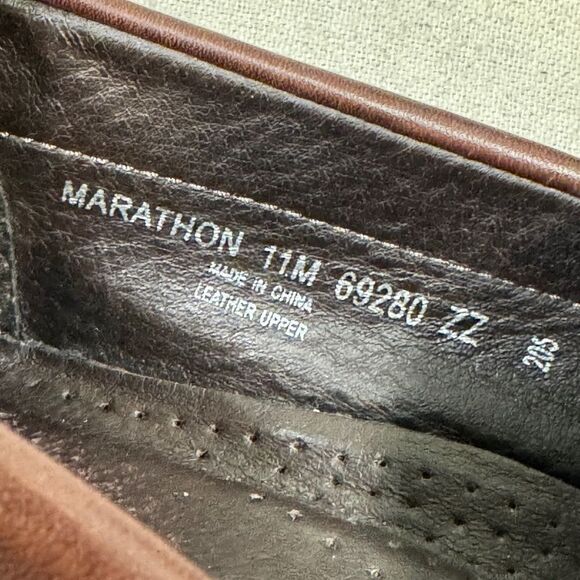 MARATHON 11M 69280 ZZ 205
MADE IN CHINA
LEATHER UPPER